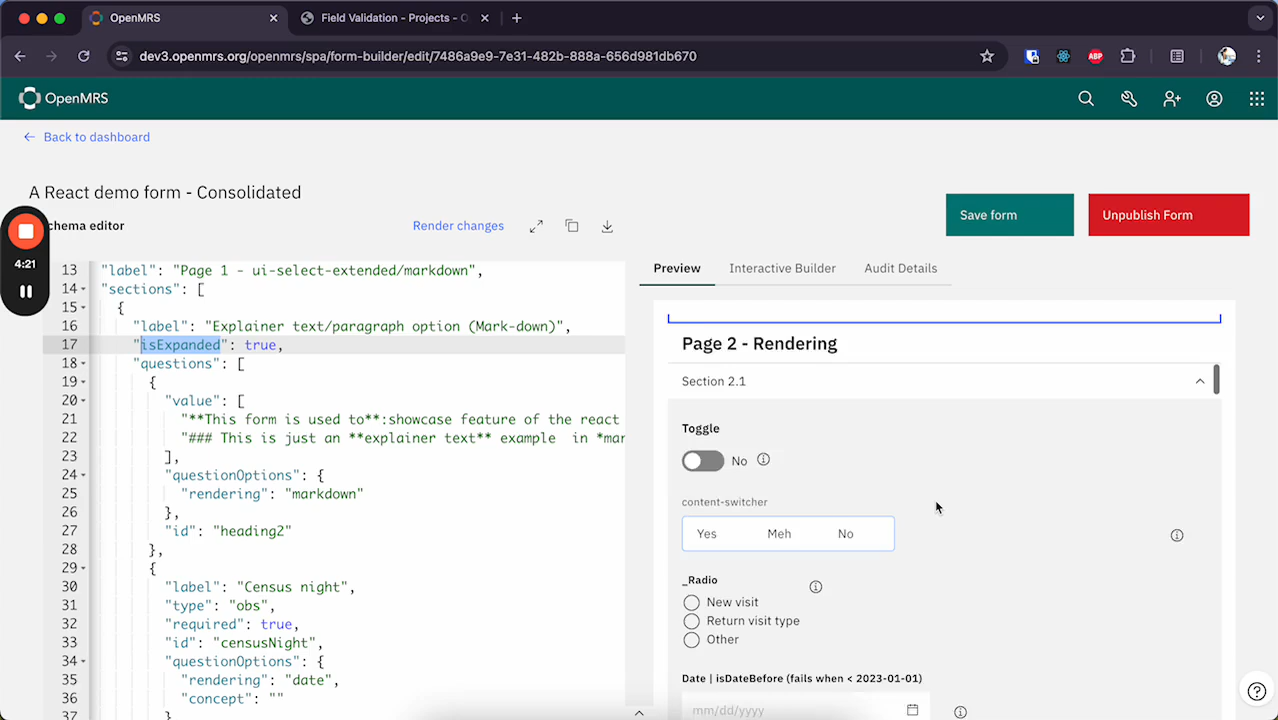 OpenMRS
Field Validation - Projects - O
dev3.openmrs.org/openmrs/spa/form-builder/edit/7486a9e9-7e31-482b-888a-656d981db670
ABP
OpenMRS
Back to dashboard
A React demo form - Consolidated
Save form
Unpublish Form
chema editor
Render changes
4:21
Preview
Interactive Builder
Audit Details
13 "label": "Page 1 - ui-select-extended/markdown",
14 "sections": [
15 {
16 "label": "Explainer text/paragraph option (Mark-down)",
17 "isExpanded": true,
18 "questions": [
19 {
20 "value": [
21 "**This form is used to**:showcase feature of the react
22 "### This is just an **explainer text** example  in *mar
23 ],
24 "questionOptions": {
25 "rendering": "markdown"
26 },
27 "id": "heading2"
28 },
29 {
30 "label": "Census night",
31 "type": "obs",
32 "required": true,
33 "id": "censusNight",
34 "questionOptions": {
35 "rendering": "date",
36 "concept": ""
37 }
Page 2 - Rendering
Section 2.1
Toggle
No
content-switcher
Yes Meh No
_Radio
New visit
Return visit type
Other
Date | isDateBefore (fails when < 2023-01-01)
mm/dd/yyyy